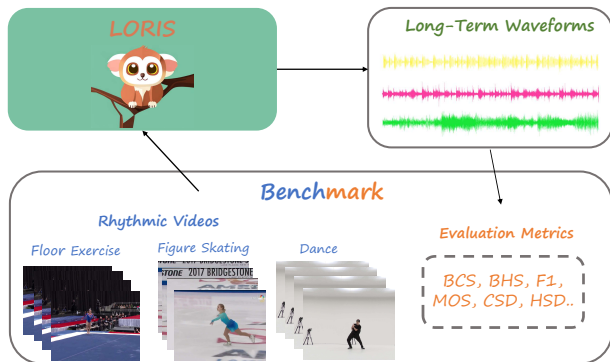 LORIS
Long-Term Waveforms
Benchmark
Rhythmic Videos
Floor Exercise
Figure Skating
Dance
2017 BRIDGESTONE
Evaluation Metrics
BCS, BHS, F1,
MOS, CSD, HSD..